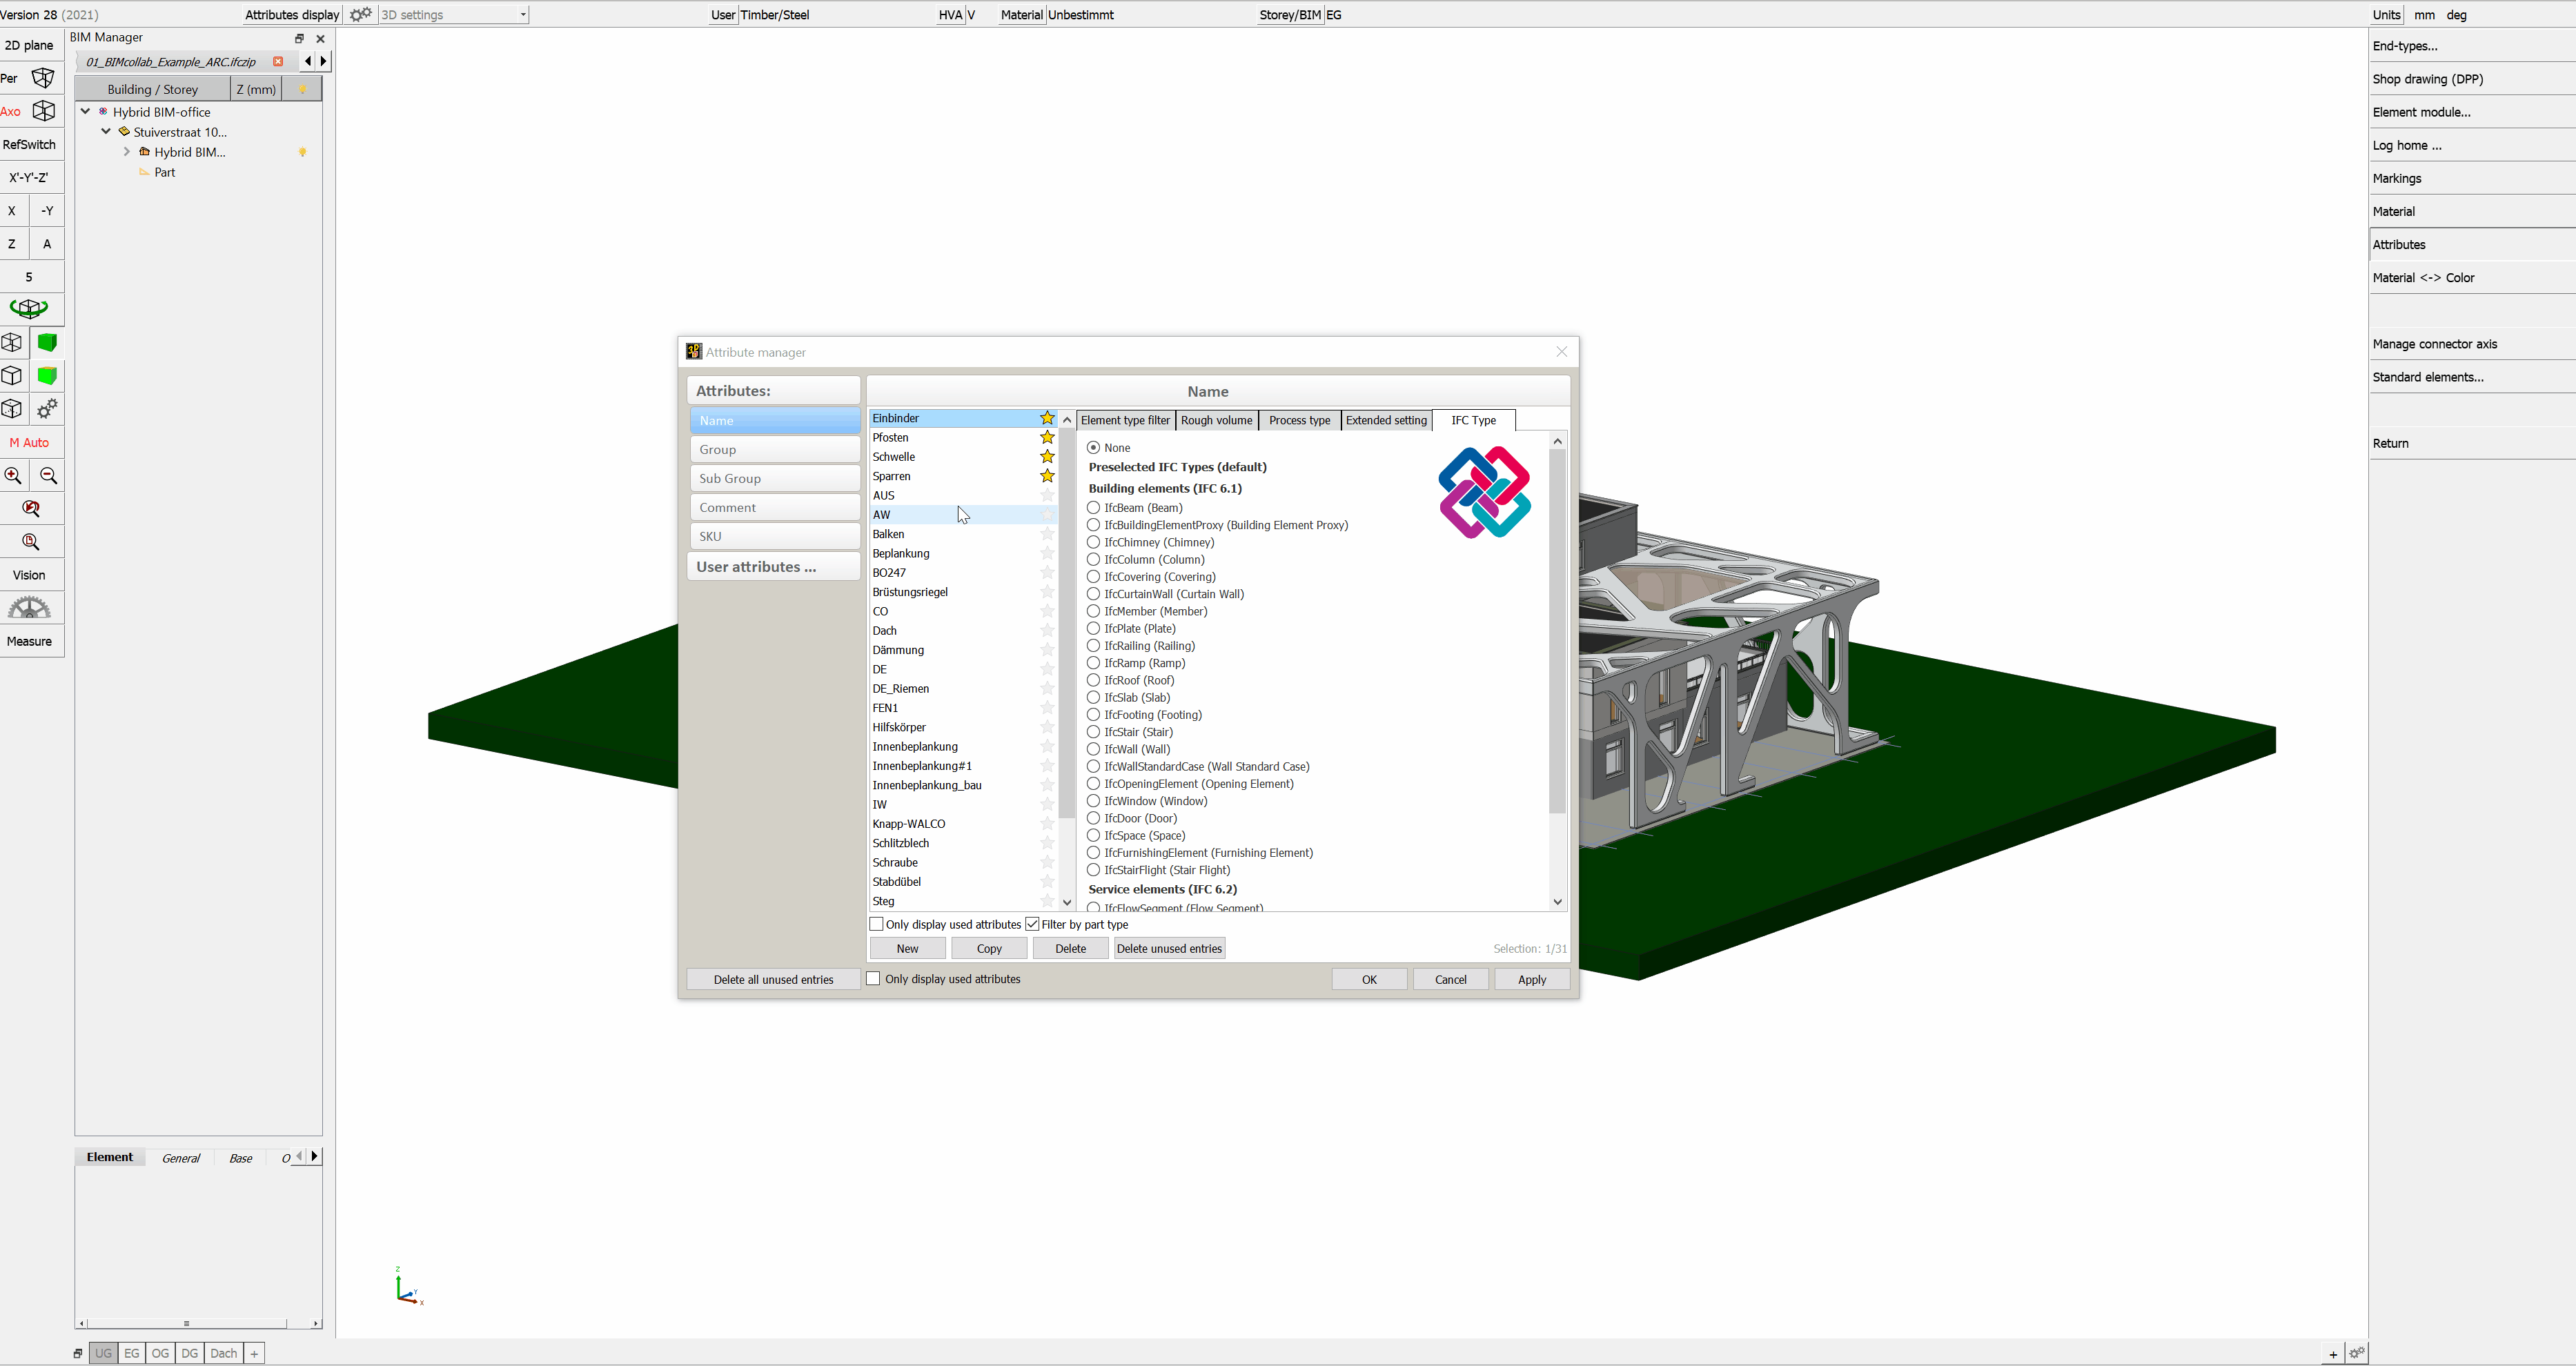 Version 28 (2021)
Attributes display
3D settings
User Timber/Steel
HVA V
Material Unbestimmt
Storey/BIM EG
Units mm deg
2D plane
Per
Axo
RefSwitch
X'-Y'-Z'
X -Y
Z A
5
M Auto
Vision
Measure
BIM Manager
01_BIMcollab_Example_ARC.ifczip
Building / Storey Z (mm)
Hybrid BIM-office
Stuiverstraat 10...
Hybrid BIM...
Part
Element General Base O
UG EG OG DG Dach +
Attribute manager
Attributes:
Name
Group
Sub Group
Comment
SKU
User attributes ...
Name
Einbinder
Pfosten
Schwelle
Sparren
AUS
AW
Balken
Beplankung
BO247
Brüstungsriegel
CO
Dach
Dämmung
DE
DE_Riemen
FEN1
Hilfskörper
Innenbeplankung
Innenbeplankung#1
Innenbeplankung_bau
IW
Knapp-WALCO
Schlitzblech
Schraube
Stabdübel
Steg
Element type filter Rough volume Process type Extended setting IFC Type
None
Preselected IFC Types (default)
Building elements (IFC 6.1)
IfcBeam (Beam)
IfcBuildingElementProxy (Building Element Proxy)
IfcChimney (Chimney)
IfcColumn (Column)
IfcCovering (Covering)
IfcCurtainWall (Curtain Wall)
IfcMember (Member)
IfcPlate (Plate)
IfcRailing (Railing)
IfcRamp (Ramp)
IfcRoof (Roof)
IfcSlab (Slab)
IfcFooting (Footing)
IfcStair (Stair)
IfcWall (Wall)
IfcWallStandardCase (Wall Standard Case)
IfcOpeningElement (Opening Element)
IfcWindow (Window)
IfcDoor (Door)
IfcSpace (Space)
IfcFurnishingElement (Furnishing Element)
IfcStairFlight (Stair Flight)
Service elements (IFC 6.2)
IfcFlowSegment (Flow Segment)
Only display used attributes Filter by part type
New Copy Delete Delete unused entries
Selection: 1/31
Delete all unused entries
Only display used attributes
OK Cancel Apply
z
Y
x
End-types...
Shop drawing (DPP)
Element module...
Log home ...
Markings
Material
Attributes
Material <-> Color
Manage connector axis
Standard elements...
Return
+